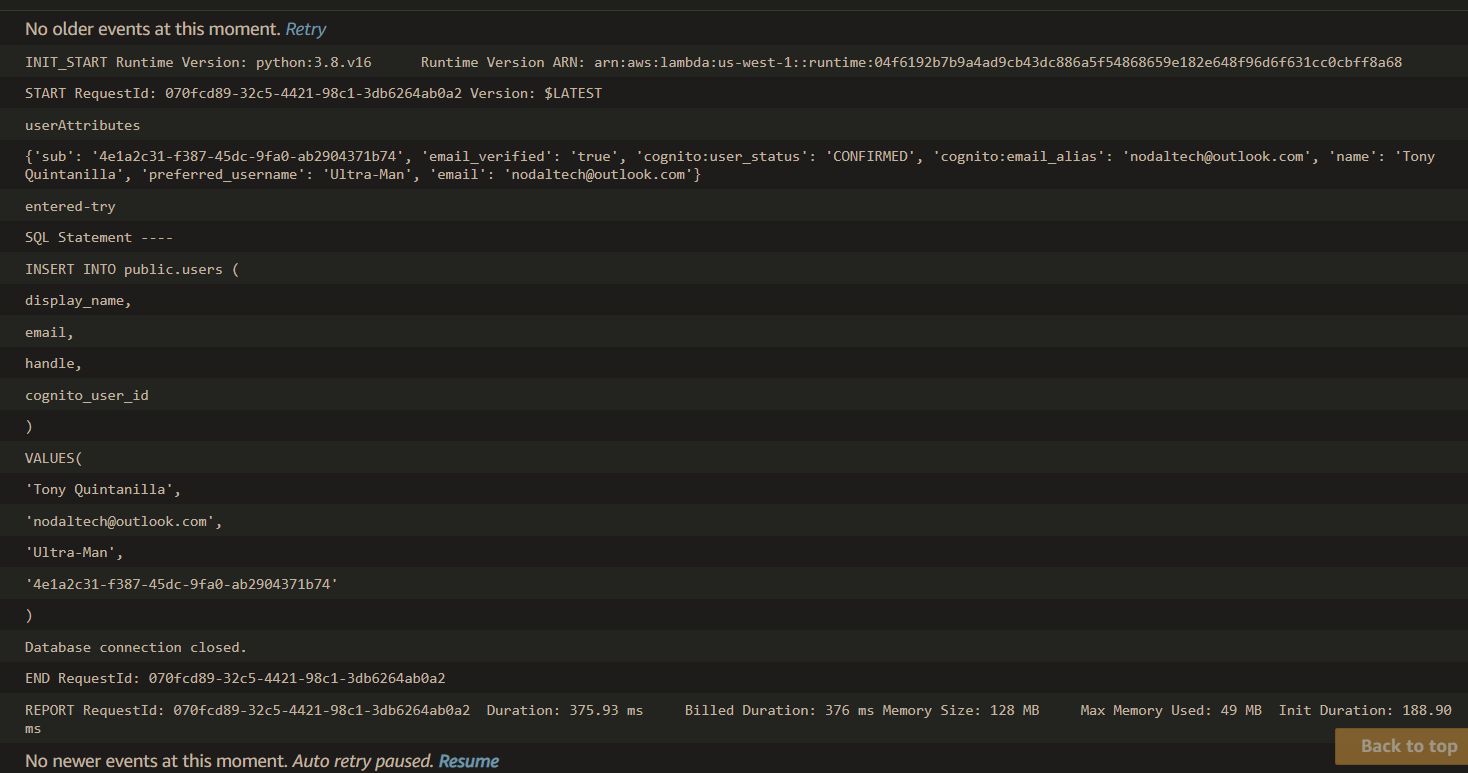 No older events at this moment. Retry
INIT_START Runtime Version: python:3.8.v16 Runtime Version ARN: arn:aws:lambda:us-west-1::runtime:04f6192b7b9a4ad9cb43dc886a5f54868659e182e648f96d6f631cc0cbff8a68
START RequestId: 070fcd89-32c5-4421-98c1-3db6264ab0a2 Version: $LATEST
userAttributes
{'sub': '4e1a2c31-f387-45dc-9fa0-ab2904371b74', 'email_verified': 'true', 'cognito:user_status': 'CONFIRMED', 'cognito:email_alias': 'nodaltech@outlook.com', 'name': 'Tony
Quintanilla', 'preferred_username': 'Ultra-Man', 'email': 'nodaltech@outlook.com'}
entered-try
SQL Statement ----
INSERT INTO public.users (
display_name,
email,
handle,
cognito_user_id
)
VALUES(
'Tony Quintanilla',
'nodaltech@outlook.com',
'Ultra-Man',
'4e1a2c31-f387-45dc-9fa0-ab2904371b74'
)
Database connection closed.
END RequestId: 070fcd89-32c5-4421-98c1-3db6264ab0a2
REPORT RequestId: 070fcd89-32c5-4421-98c1-3db6264ab0a2 Duration: 375.93 ms Billed Duration: 376 ms Memory Size: 128 MB Max Memory Used: 49 MB Init Duration: 188.90
ms
Back to top
No newer events at this moment. Auto retry paused. Resume